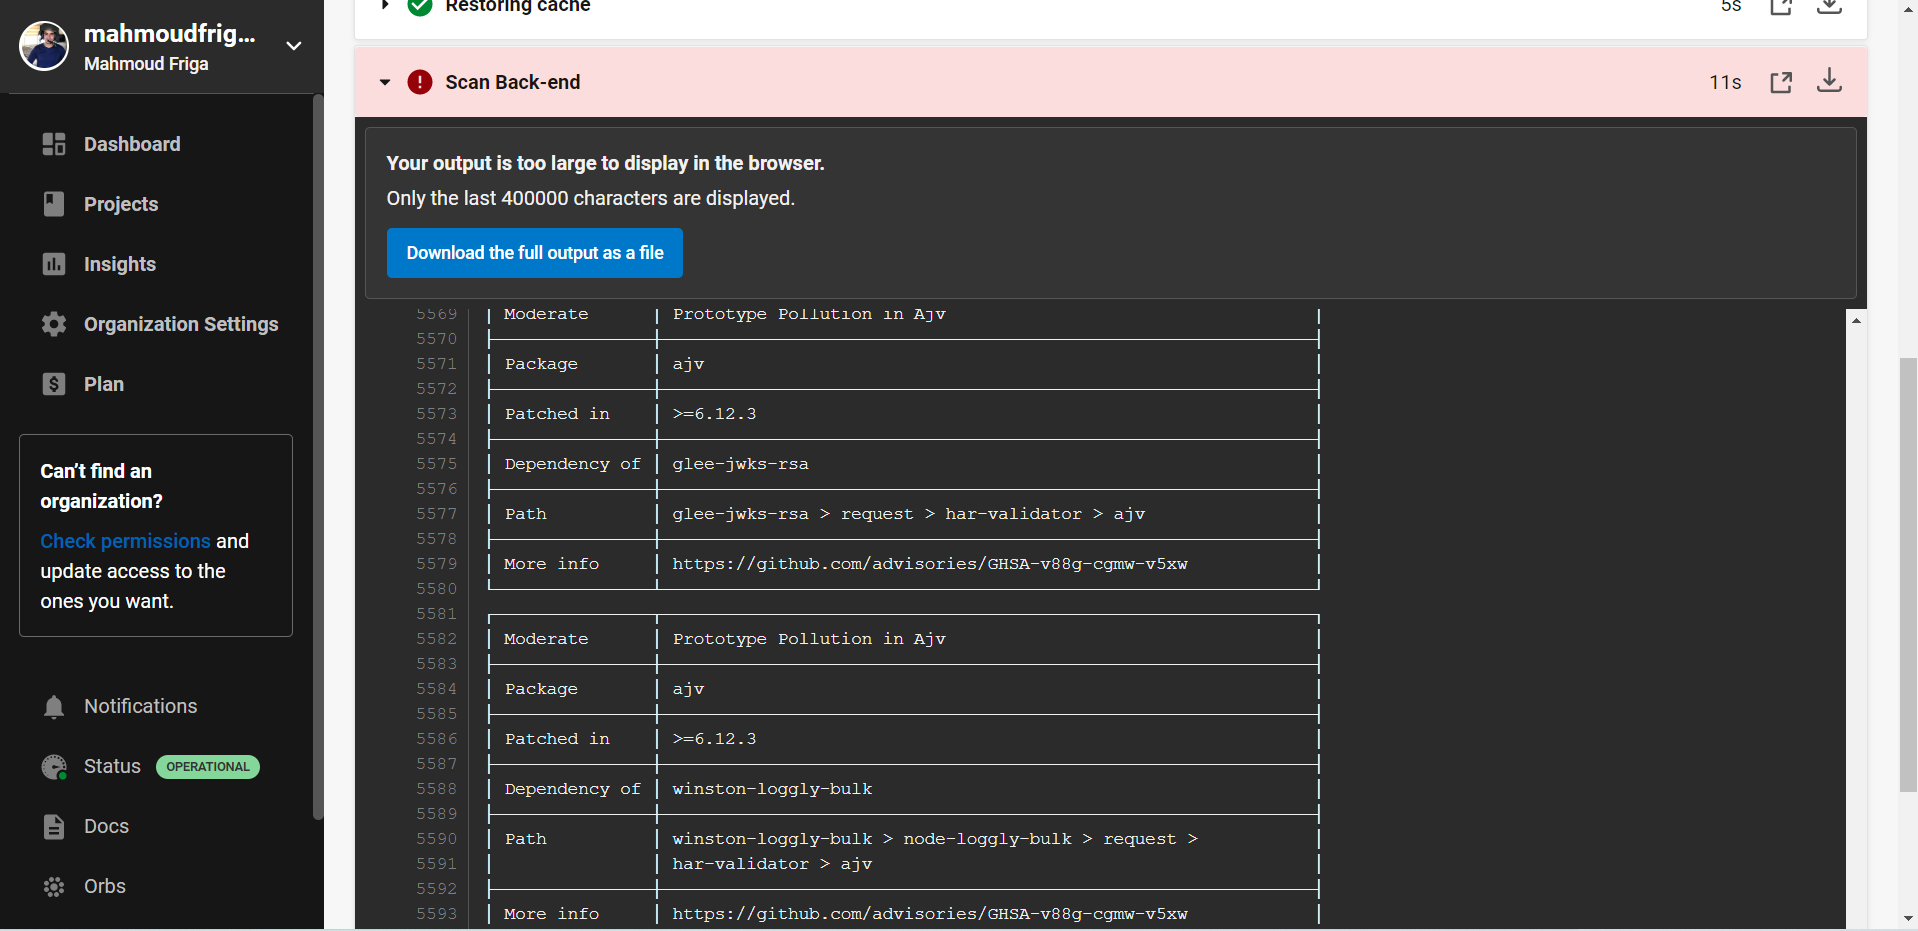 mahmoudfrig...
Mahmoud Friga
Dashboard
Projects
Insights
Organization Settings
Plan
Can’t find an
organization?
Check permissions and
update access to the
ones you want.
Notifications
Status OPERATIONAL
Docs
Orbs
Restoring cache 5s
Scan Back-end 11s
Your output is too large to display in the browser.
Only the last 400000 characters are displayed.
Download the full output as a file
5569 Moderate Prototype Pollution in Ajv
5570
5571 Package ajv
5572
5573 Patched in >=6.12.3
5574
5575 Dependency of glee-jwks-rsa
5576
5577 Path glee-jwks-rsa > request > har-validator > ajv
5578
5579 More info https://github.com/advisories/GHSA-v88g-cgmw-v5xw
5580
5581
5582 Moderate Prototype Pollution in Ajv
5583
5584 Package ajv
5585
5586 Patched in >=6.12.3
5587
5588 Dependency of winston-loggly-bulk
5589
5590 Path winston-loggly-bulk > node-loggly-bulk > request >
5591 har-validator > ajv
5592
5593 More info https://github.com/advisories/GHSA-v88g-cgmw-v5xw